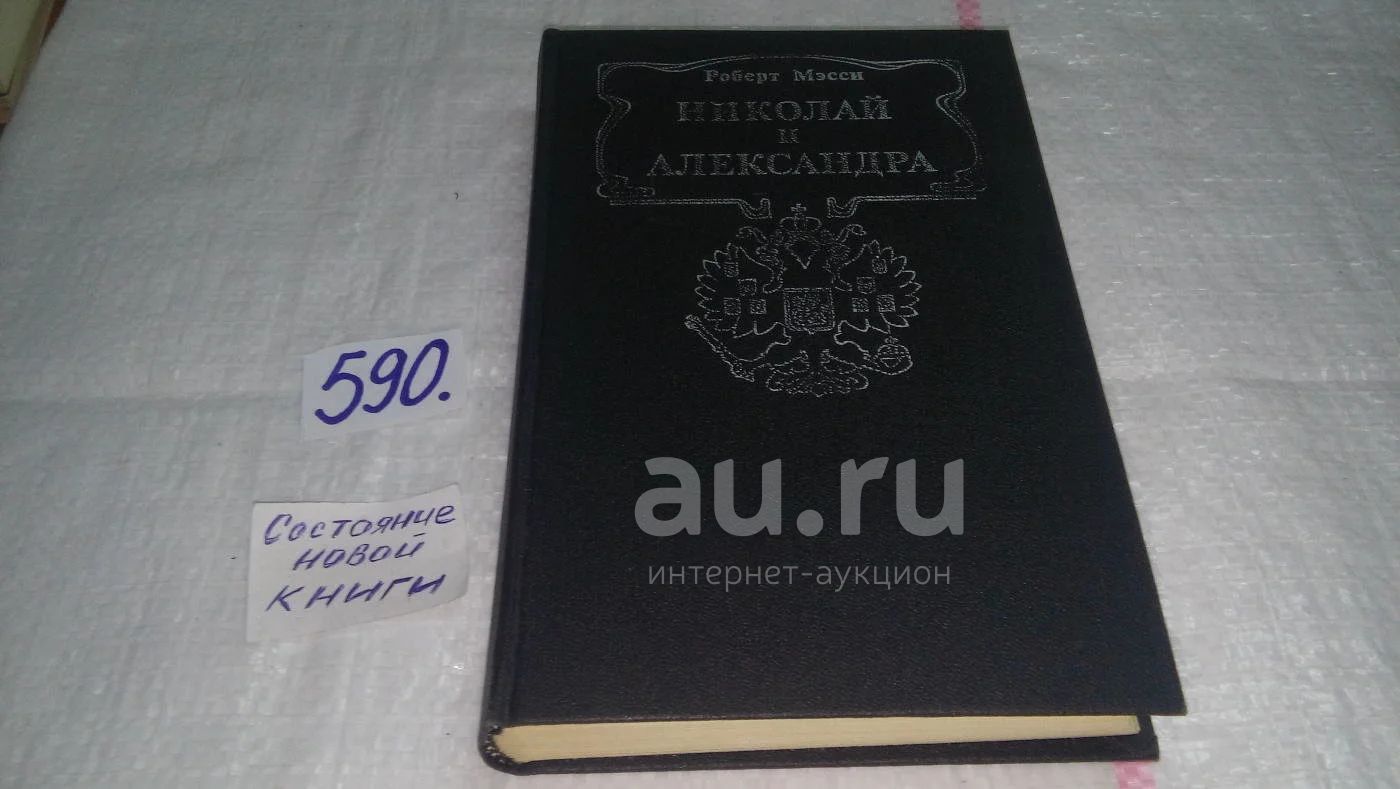 Роберт Мэсси
НИКОЛАЙ
И
АЛЕКСАНДРА
590.
Состояние
новой
книги
au.ru
интернет-аукцион